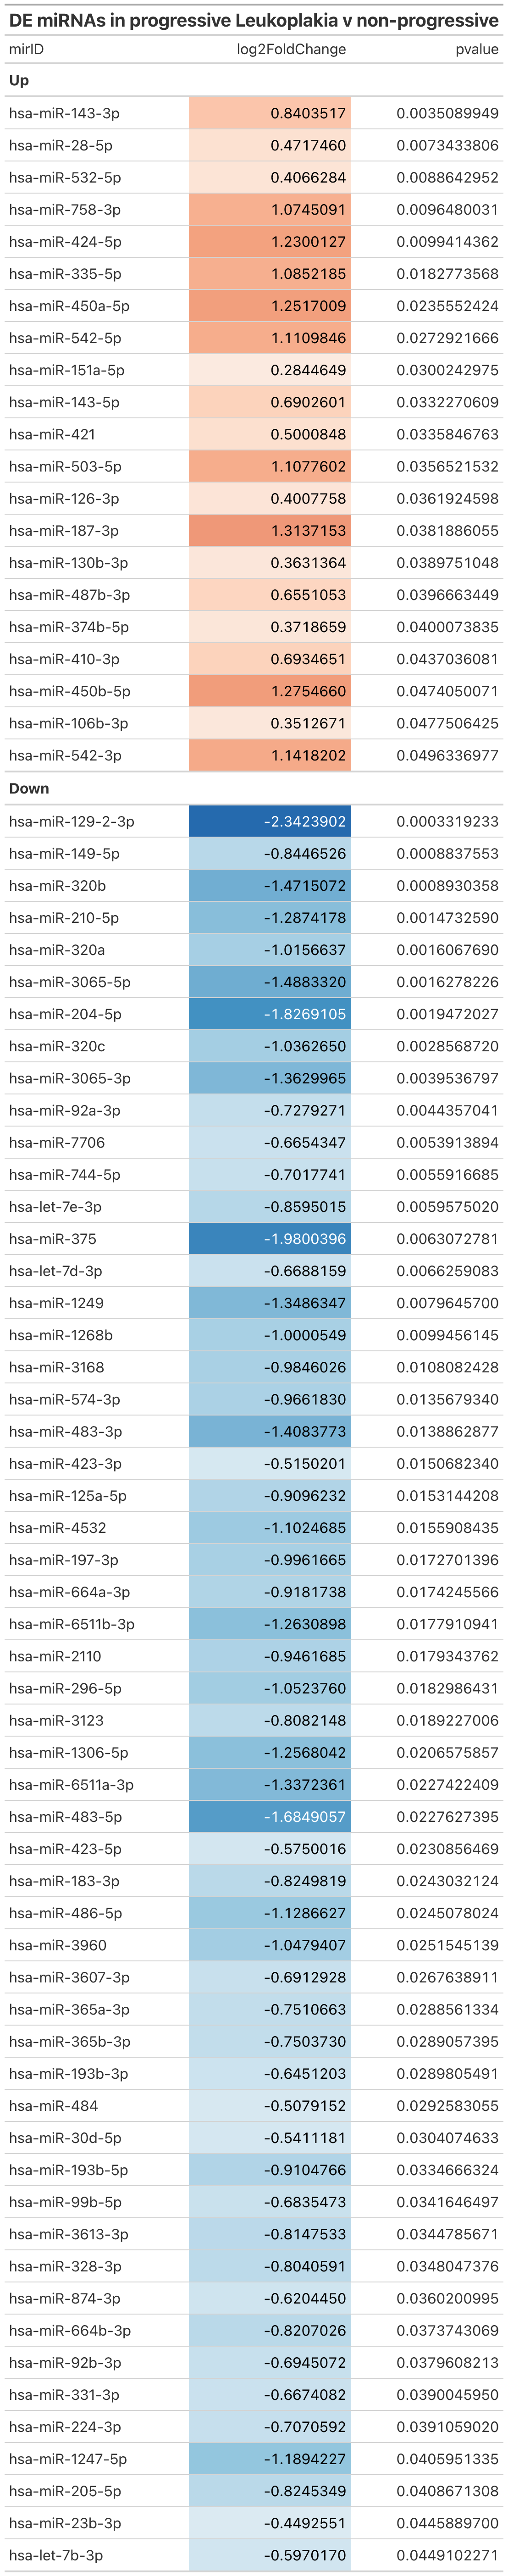 DE miRNAs in progressive Leukoplakia v non-progressive
mirID log2FoldChange pvalue
Up
hsa-miR-143-3p 0.8403517 0.0035089949
hsa-miR-28-5p 0.4717460 0.0073433806
hsa-miR-532-5p 0.4066284 0.0088642952
hsa-miR-758-3p 1.0745091 0.0096480031
hsa-miR-424-5p 1.2300127 0.0099414362
hsa-miR-335-5p 1.0852185 0.0182773568
hsa-miR-450a-5p 1.2517009 0.0235552424
hsa-miR-542-5p 1.1109846 0.0272921666
hsa-miR-151a-5p 0.2844649 0.0300242975
hsa-miR-143-5p 0.6902601 0.0332270609
hsa-miR-421 0.5000848 0.0335846763
hsa-miR-503-5p 1.1077602 0.0356521532
hsa-miR-126-3p 0.4007758 0.0361924598
hsa-miR-187-3p 1.3137153 0.0381886055
hsa-miR-130b-3p 0.3631364 0.0389751048
hsa-miR-487b-3p 0.6551053 0.0396663449
hsa-miR-374b-5p 0.3718659 0.0400073835
hsa-miR-410-3p 0.6934651 0.0437036081
hsa-miR-450b-5p 1.2754660 0.0474050071
hsa-miR-106b-3p 0.3512671 0.0477506425
hsa-miR-542-3p 1.1418202 0.0496336977
Down
hsa-miR-129-2-3p -2.3423902 0.0003319233
hsa-miR-149-5p -0.8446526 0.0008837553
hsa-miR-320b -1.4715072 0.0008930358
hsa-miR-210-5p -1.2874178 0.0014732590
hsa-miR-320a -1.0156637 0.0016067690
hsa-miR-3065-5p -1.4883320 0.0016278226
hsa-miR-204-5p -1.8269105 0.0019472027
hsa-miR-320c -1.0362650 0.0028568720
hsa-miR-3065-3p -1.3629965 0.0039536797
hsa-miR-92a-3p -0.7279271 0.0044357041
hsa-miR-7706 -0.6654347 0.0053913894
hsa-miR-744-5p -0.7017741 0.0055916685
hsa-let-7e-3p -0.8595015 0.0059575020
hsa-miR-375 -1.9800396 0.0063072781
hsa-let-7d-3p -0.6688159 0.0066259083
hsa-miR-1249 -1.3486347 0.0079645700
hsa-miR-1268b -1.0000549 0.0099456145
hsa-miR-3168 -0.9846026 0.0108082428
hsa-miR-574-3p -0.9661830 0.0135679340
hsa-miR-483-3p -1.4083773 0.0138862877
hsa-miR-423-3p -0.5150201 0.0150682340
hsa-miR-125a-5p -0.9096232 0.0153144208
hsa-miR-4532 -1.1024685 0.0155908435
hsa-miR-197-3p -0.9961665 0.0172701396
hsa-miR-664a-3p -0.9181738 0.0174245566
hsa-miR-6511b-3p -1.2630898 0.0177910941
hsa-miR-2110 -0.9461685 0.0179343762
hsa-miR-296-5p -1.0523760 0.0182986431
hsa-miR-3123 -0.8082148 0.0189227006
hsa-miR-1306-5p -1.2568042 0.0206575857
hsa-miR-6511a-3p -1.3372361 0.0227422409
hsa-miR-483-5p -1.6849057 0.0227627395
hsa-miR-423-5p -0.5750016 0.0230856469
hsa-miR-183-3p -0.8249819 0.0243032124
hsa-miR-486-5p -1.1286627 0.0245078024
hsa-miR-3960 -1.0479407 0.0251545139
hsa-miR-3607-3p -0.6912928 0.0267638911
hsa-miR-365a-3p -0.7510663 0.0288561334
hsa-miR-365b-3p -0.7503730 0.0289057395
hsa-miR-193b-3p -0.6451203 0.0289805491
hsa-miR-484 -0.5079152 0.0292583055
hsa-miR-30d-5p -0.5411181 0.0304074633
hsa-miR-193b-5p -0.9104766 0.0334666324
hsa-miR-99b-5p -0.6835473 0.0341646497
hsa-miR-3613-3p -0.8147533 0.0344785671
hsa-miR-328-3p -0.8040591 0.0348047376
hsa-miR-874-3p -0.6204450 0.0360200995
hsa-miR-664b-3p -0.8207026 0.0373743069
hsa-miR-92b-3p -0.6945072 0.0379608213
hsa-miR-331-3p -0.6674082 0.0390045950
hsa-miR-224-3p -0.7070592 0.0391059020
hsa-miR-1247-5p -1.1894227 0.0405951335
hsa-miR-205-5p -0.8245349 0.0408671308
hsa-miR-23b-3p -0.4492551 0.0445889700
hsa-let-7b-3p -0.5970170 0.0449102271